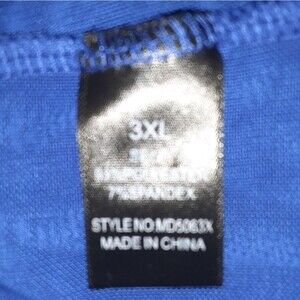 3XL
7%SPANDEX
STYLE NO MD5063X
MADE IN CHINA